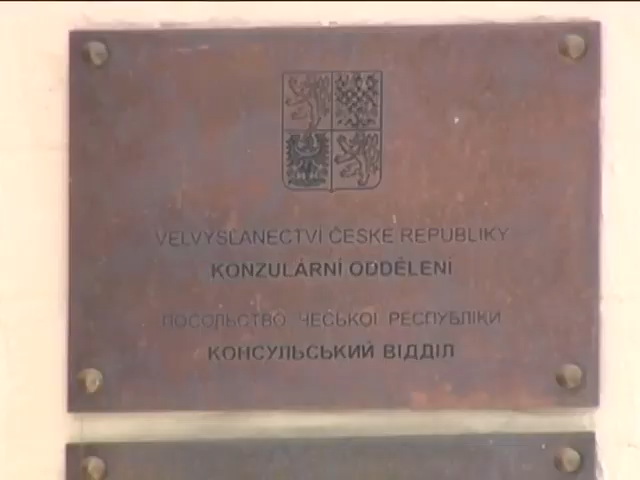 VELVYSLANECTVÍ ČESKÉ REPUBLIKY
KONZULÁRNÍ ODDĚLENÍ
ПОСОЛЬСТВО ЧЕСЬКОЇ РЕСПУБЛІКИ
КОНСУЛЬСЬКИЙ ВІДДІЛ